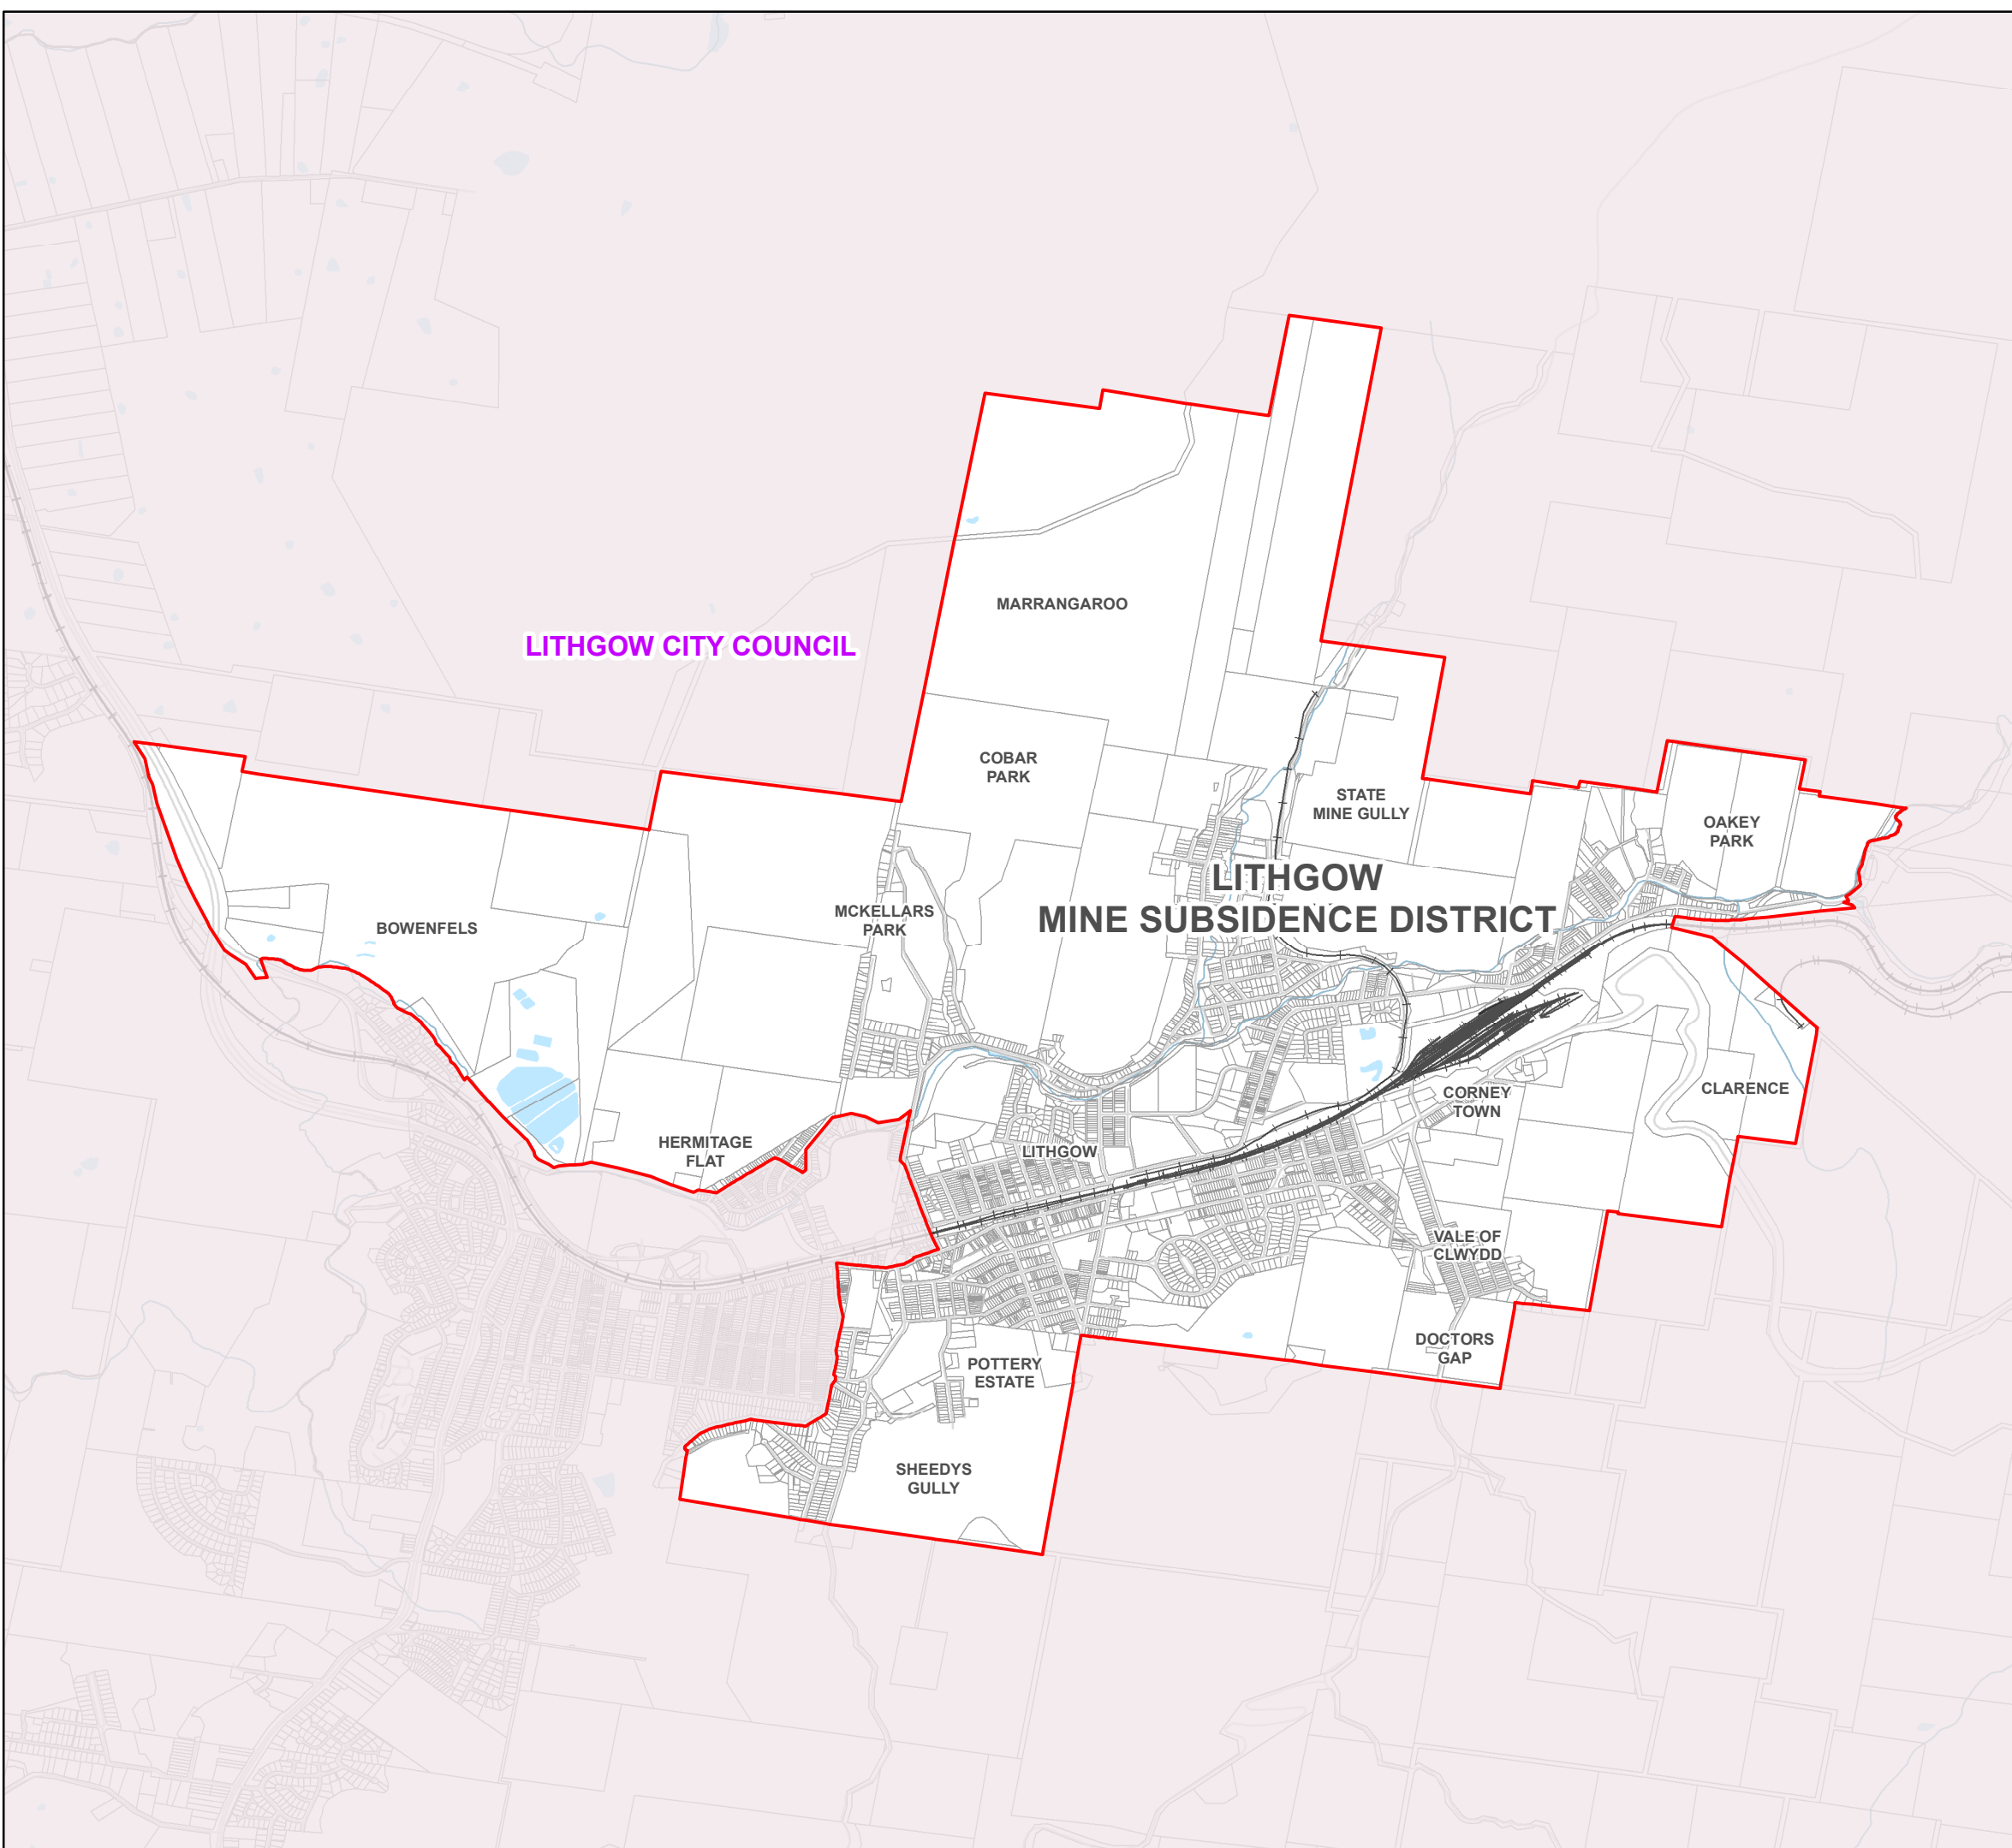 MARRANGAROO
LITHGOW CITY COUNCIL
COBAR
PARK
STATE
MINE GULLY
OAKEY
PARK
LITHGOW
MINE SUBSIDENCE DISTRICT
MCKELLARS
PARK
BOWENFELS
CORNEY
TOWN
CLARENCE
HERMITAGE
FLAT
LITHGOW
VALE OF
CLWYDD
DOCTORS
GAP
POTTERY
ESTATE
SHEEDYS
GULLY